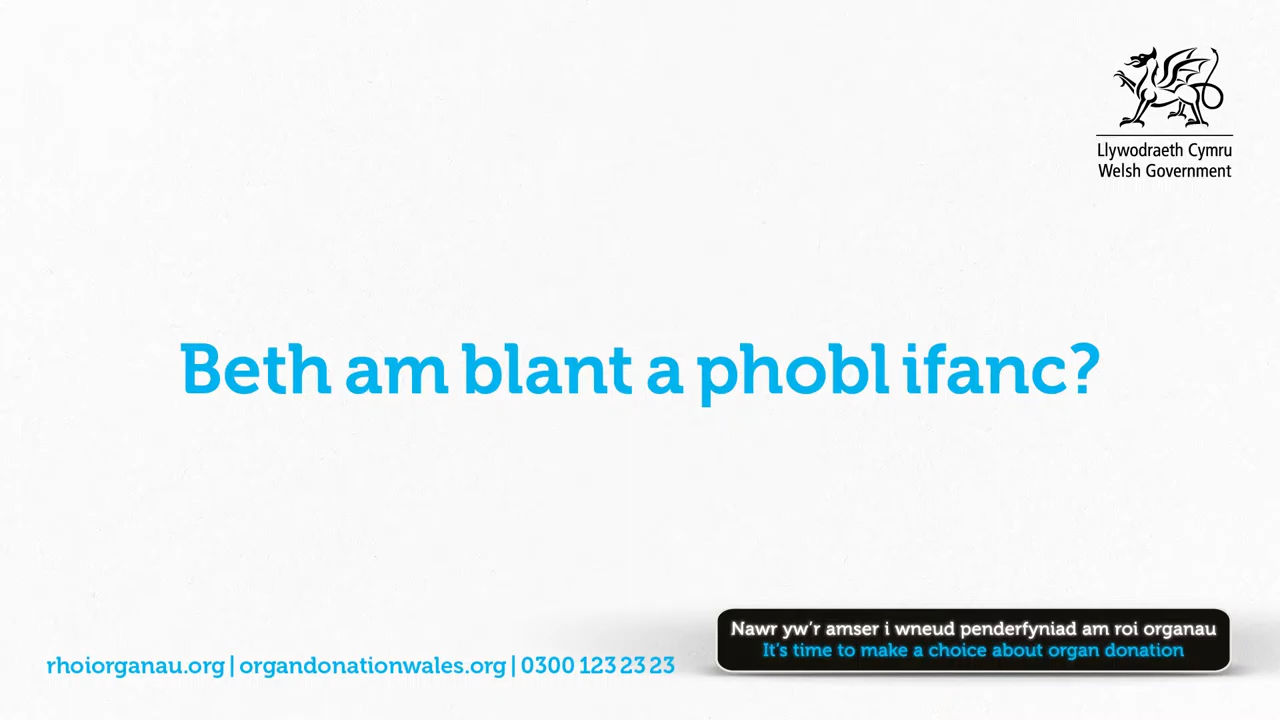 Llywodraeth Cymru
Welsh Government
Beth am blant a phobl ifanc?
Nawr yw'r amser i wneud penderfyniad am roi organau
It's time to make a choice about organ donation
rhoiorganau.org | organdonationwales.org | 0300 123 23 23